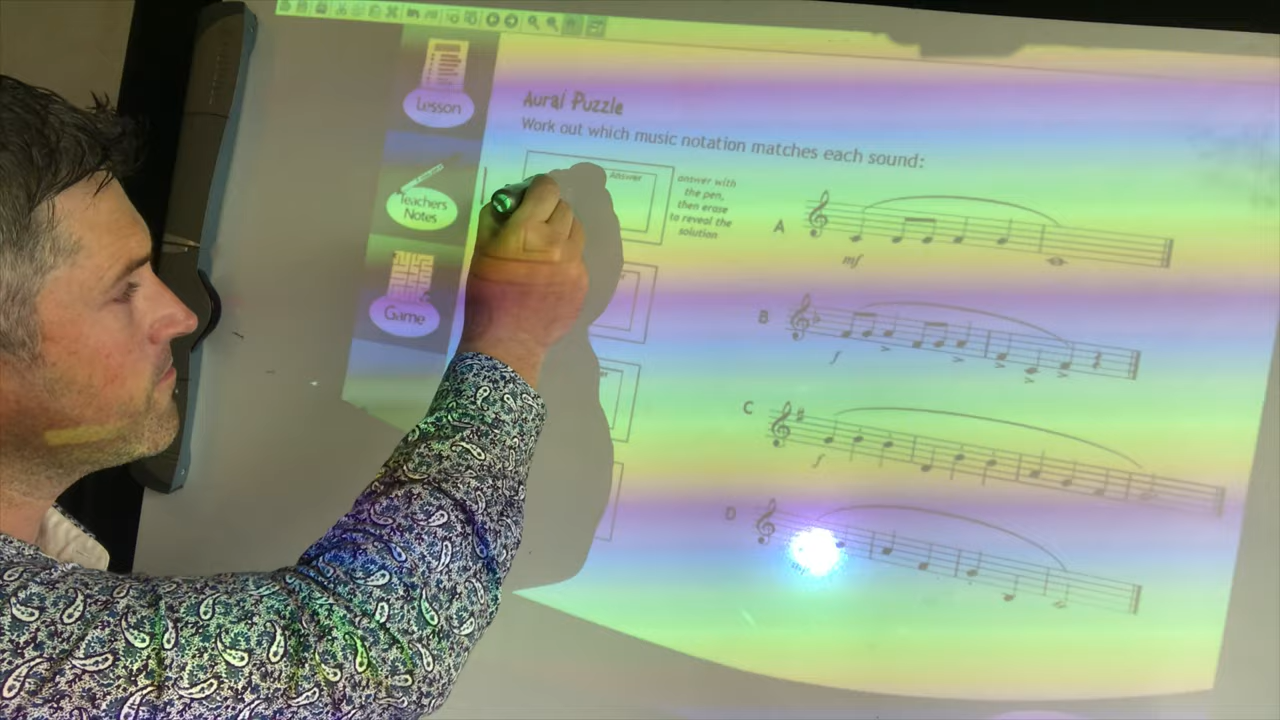 Lesson
Teachers
Notes
Game
Aural Puzzle
Work out which music notation matches each sound:
Answer
answer with
the pen,
then erase
to reveal the
solution
A
mf
B
f
C
f
D